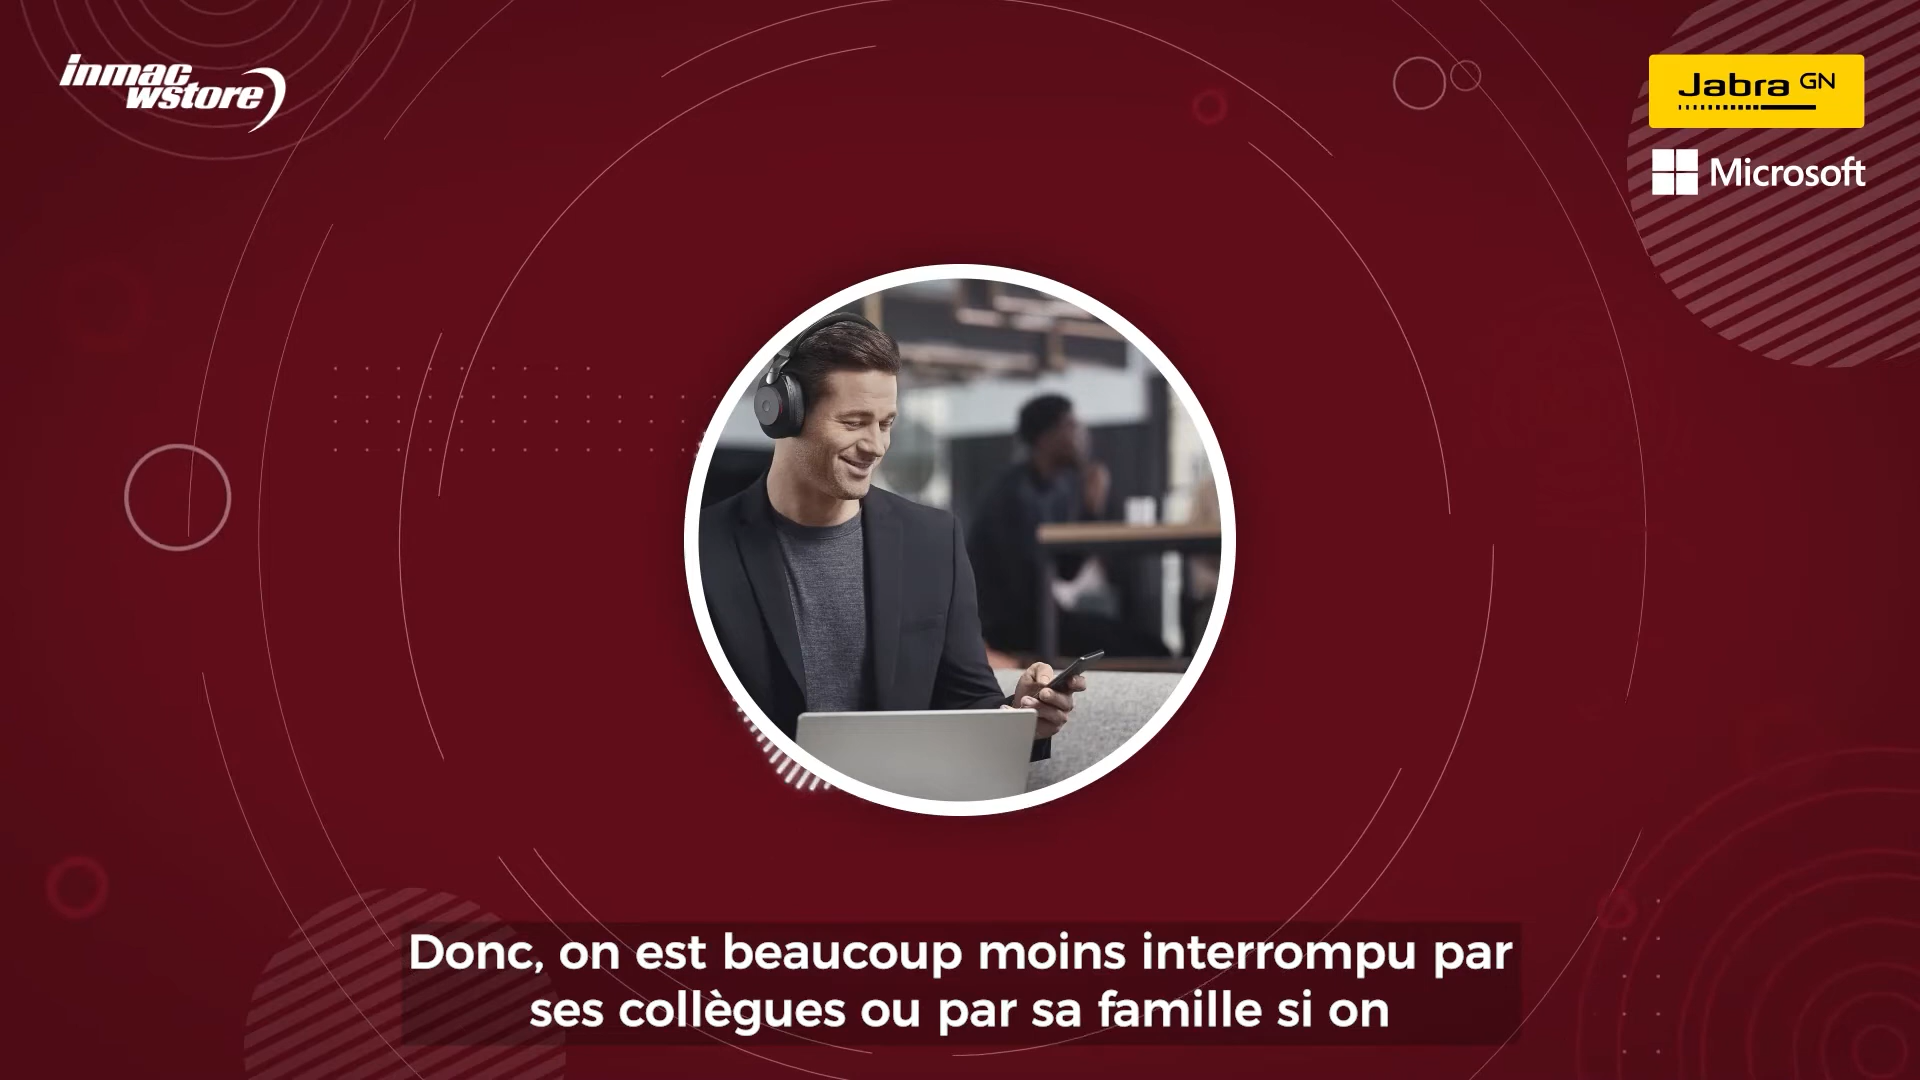 inmac
wstore
Jabra GN
Microsoft
Donc, on est beaucoup moins interrompu par
ses collègues ou par sa famille si on